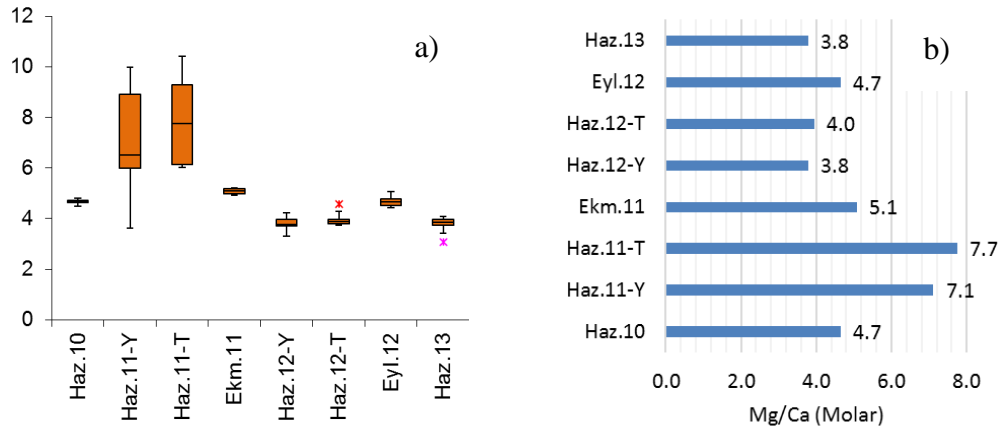 12
10
8
6
4
2
0
a)
Haz.10
Haz.11-Y
Haz.11-T
Ekm.11
Haz.12-Y
Haz.12-T
Eyl.12
Haz.13
b)
Haz.13 3.8
Eyl.12 4.7
Haz.12-T 4.0
Haz.12-Y 3.8
Ekm.11 5.1
Haz.11-T 7.7
Haz.11-Y 7.1
Haz.10 4.7
0.0 2.0 4.0 6.0 8.0
Mg/Ca (Molar)